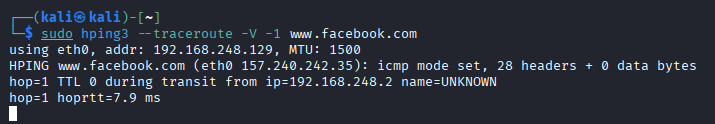 ┌──(kali㉿kali)-[~]
└─$ sudo hping3 --traceroute -V -1 www.facebook.com
using eth0, addr: 192.168.248.129, MTU: 1500
HPING www.facebook.com (eth0 157.240.242.35): icmp mode set, 28 headers + 0 data bytes
hop=1 TTL 0 during transit from ip=192.168.248.2 name=UNKNOWN
hop=1 hoprtt=7.9 ms